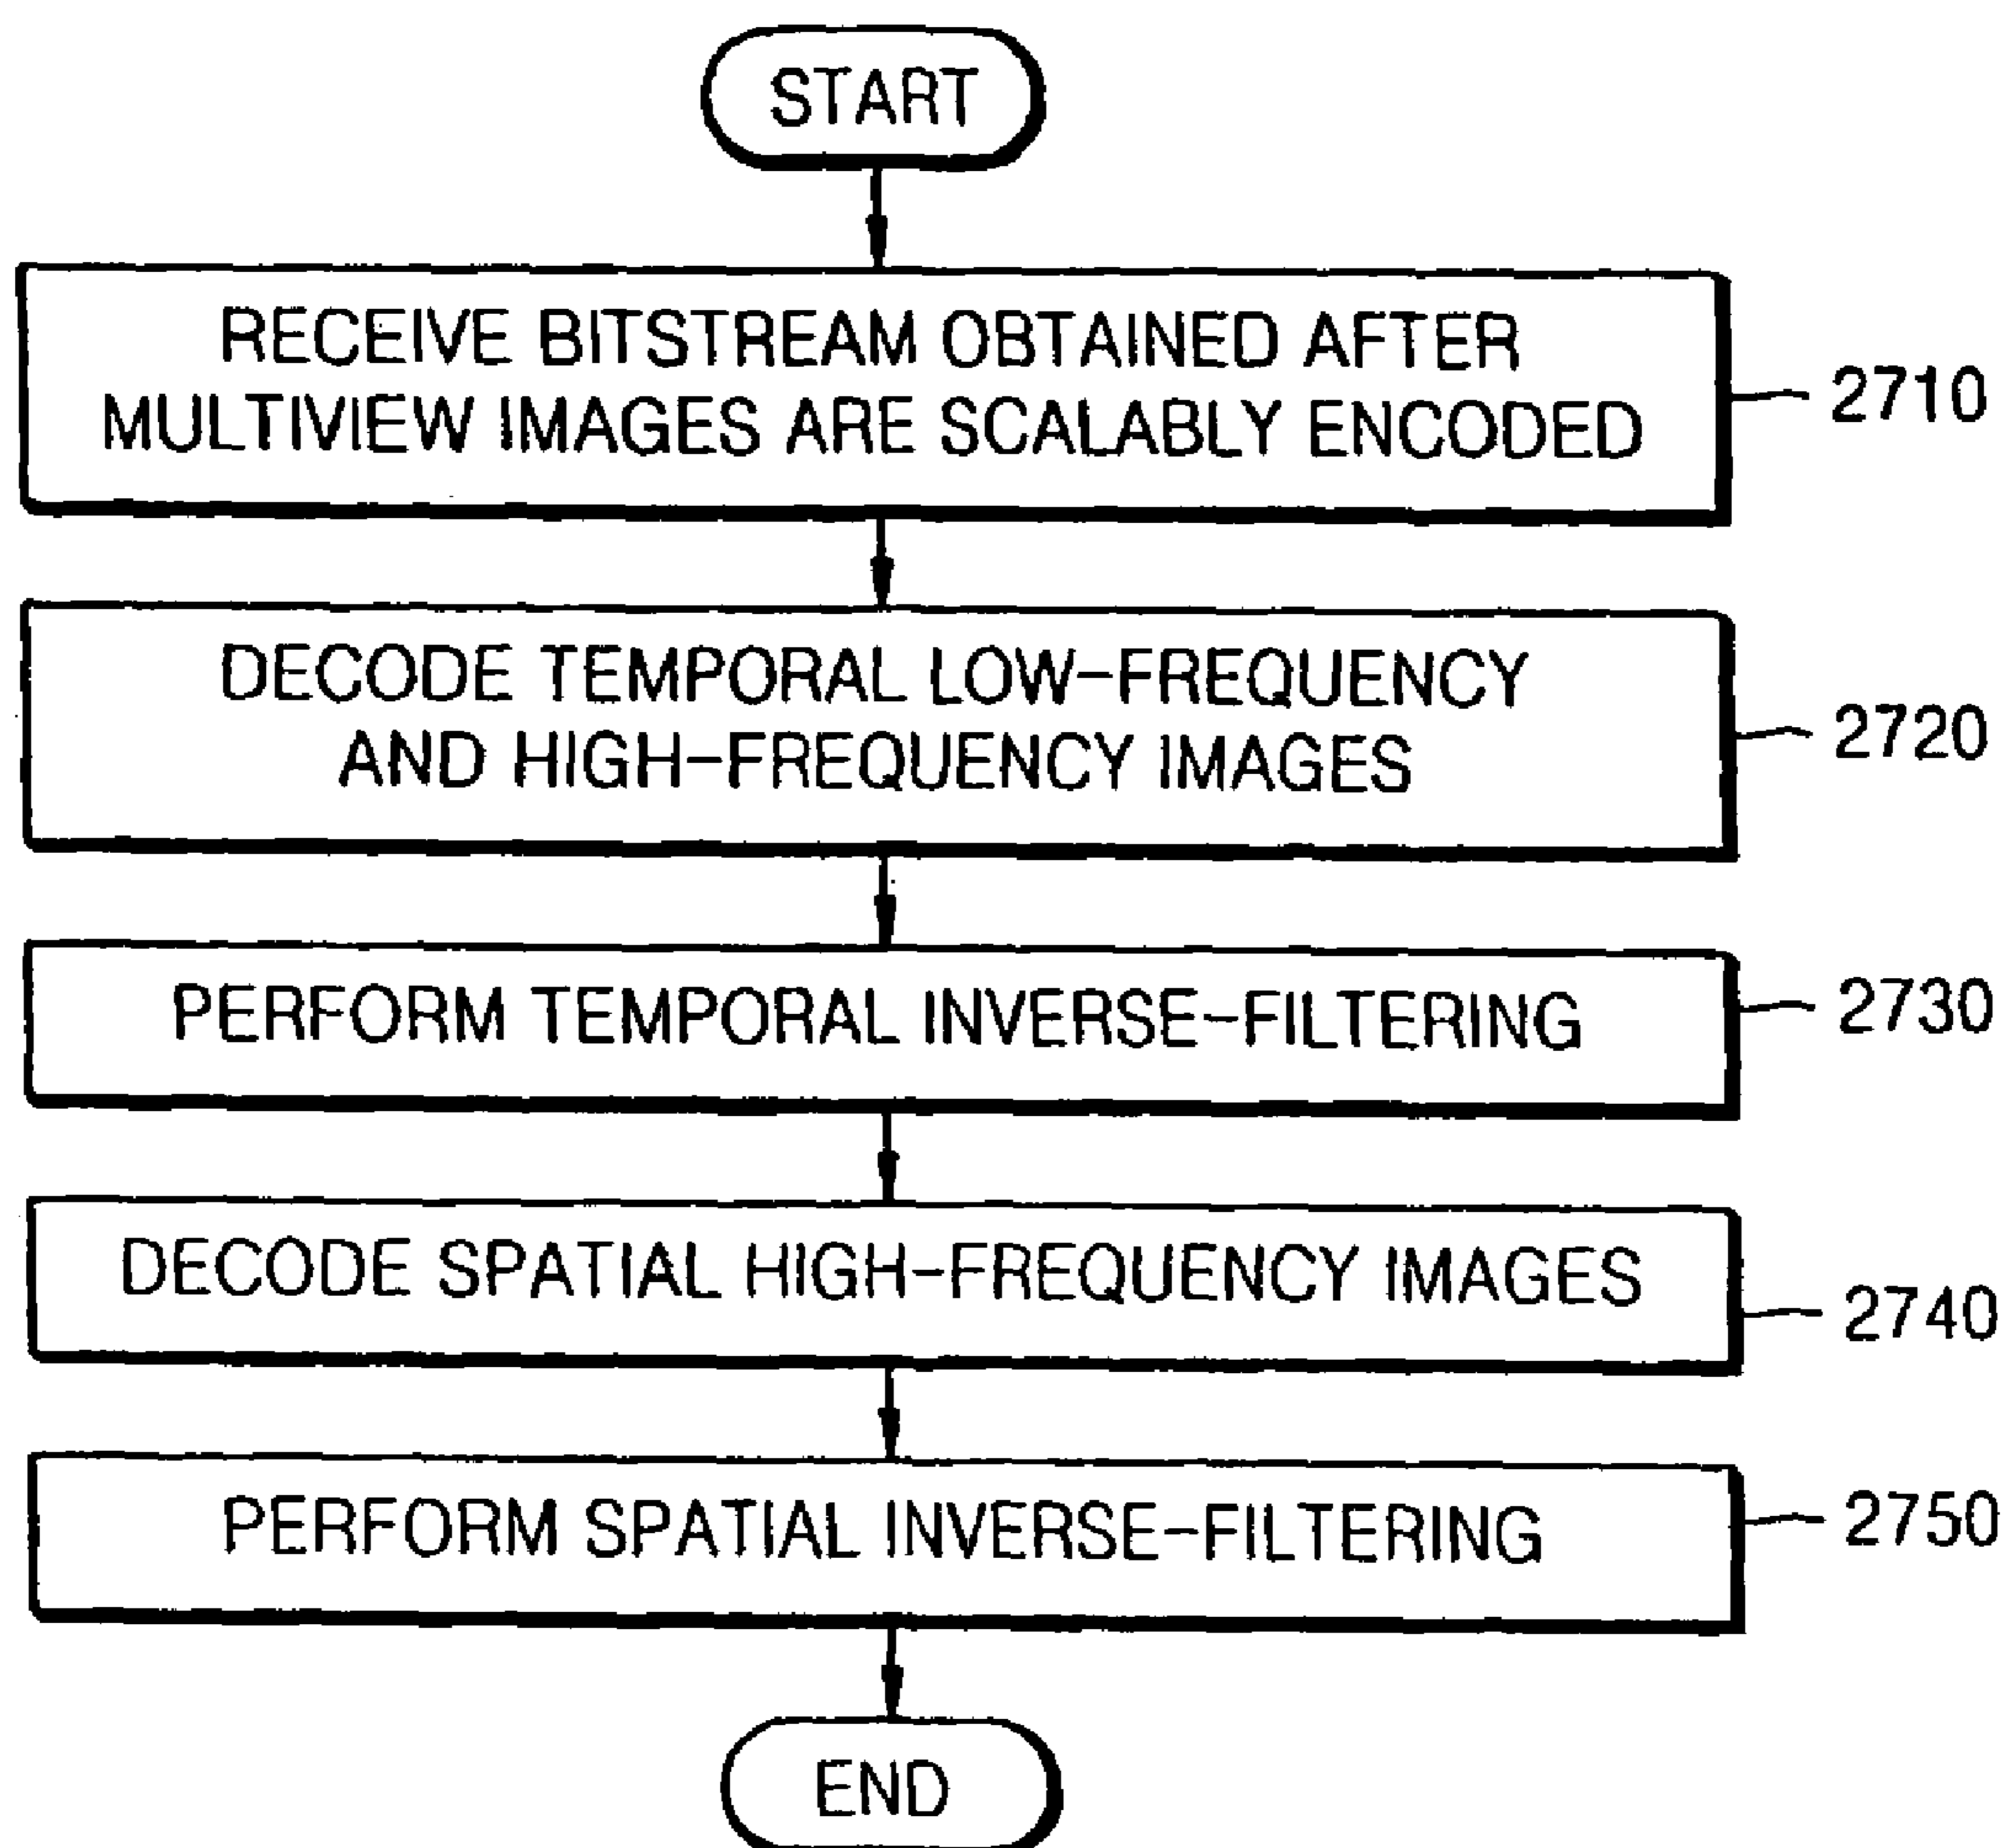 START
RECEIVE BITSTREAM OBTAINED AFTER
MULTIVIEW IMAGES ARE SCALABLY ENCODED
2710
DECODE TEMPORAL LOW-FREQUENCY
AND HIGH-FREQUENCY IMAGES
2720
PERFORM TEMPORAL INVERSE-FILTERING
2730
DECODE SPATIAL HIGH-FREQUENCY IMAGES
2740
PERFORM SPATIAL INVERSE-FILTERING
2750
END